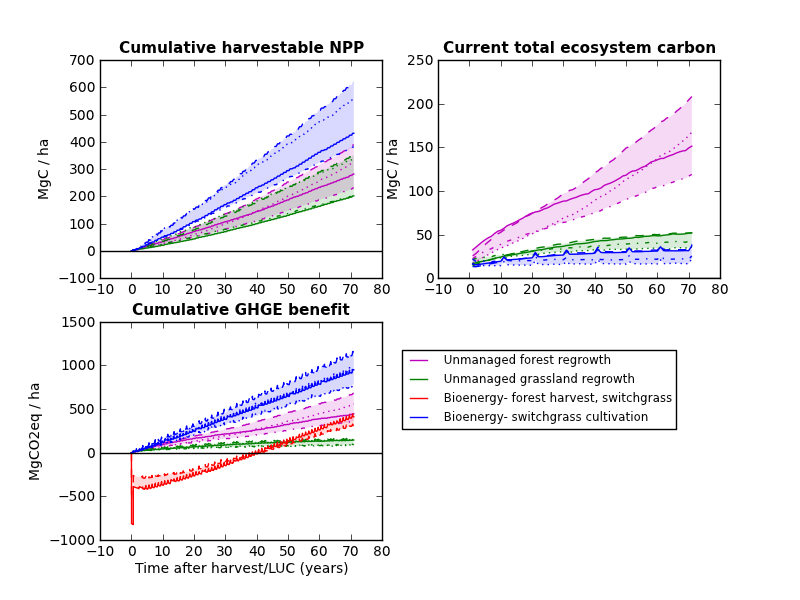 Cumulative harvestable NPP
700
600
500
400
300
200
100
0
−100
MgC / ha
−10 0 10 20 30 40 50 60 70 80
Current total ecosystem carbon
250
200
150
100
50
0
MgC / ha
−10 0 10 20 30 40 50 60 70 80
Cumulative GHGE benefit
1500
1000
500
0
−500
−1000
MgCO2eq / ha
−10 0 10 20 30 40 50 60 70 80
Time after harvest/LUC (years)
Unmanaged forest regrowth
Unmanaged grassland regrowth
Bioenergy- forest harvest, switchgrass
Bioenergy- switchgrass cultivation